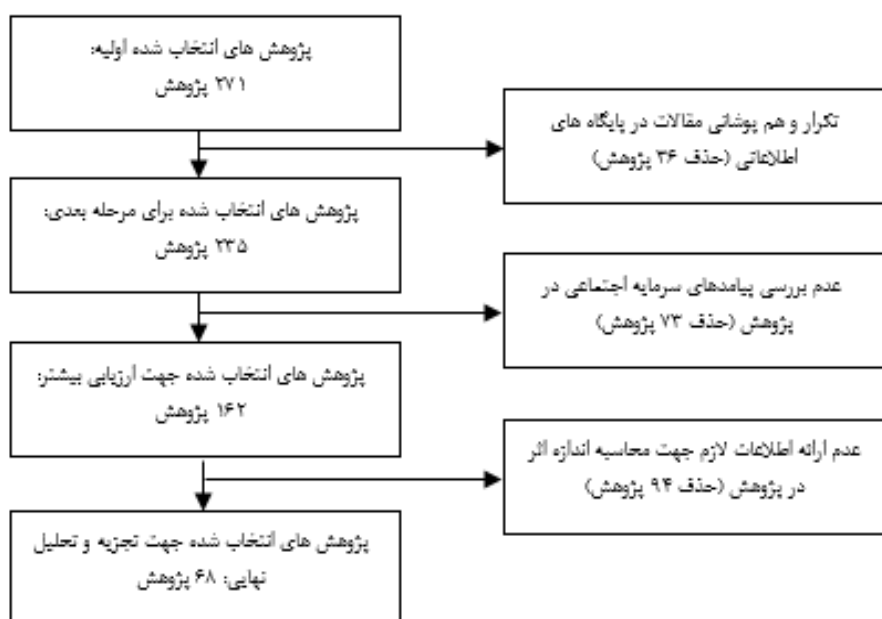 پژوهش های انتخاب شده اولیه:
۲۷۱ پژوهش
تکرار و هم پوشانی مقالات در پایگاه های
اطلاعاتی (حذف ۳۶ پژوهش)
پژوهش های انتخاب شده برای مرحله بعدی:
۲۳۵ پژوهش
عدم بررسی پیامدهای سرمایه اجتماعی در
پژوهش (حذف ۷۳ پژوهش)
پژوهش های انتخاب شده جهت ارزیابی بیشتر:
۱۶۲ پژوهش
عدم ارائه اطلاعات لازم جهت محاسبه اندازه اثر
در پژوهش (حذف ۹۴ پژوهش)
پژوهش های انتخاب شده جهت تجزیه و تحلیل
نهایی: ۶۸ پژوهش